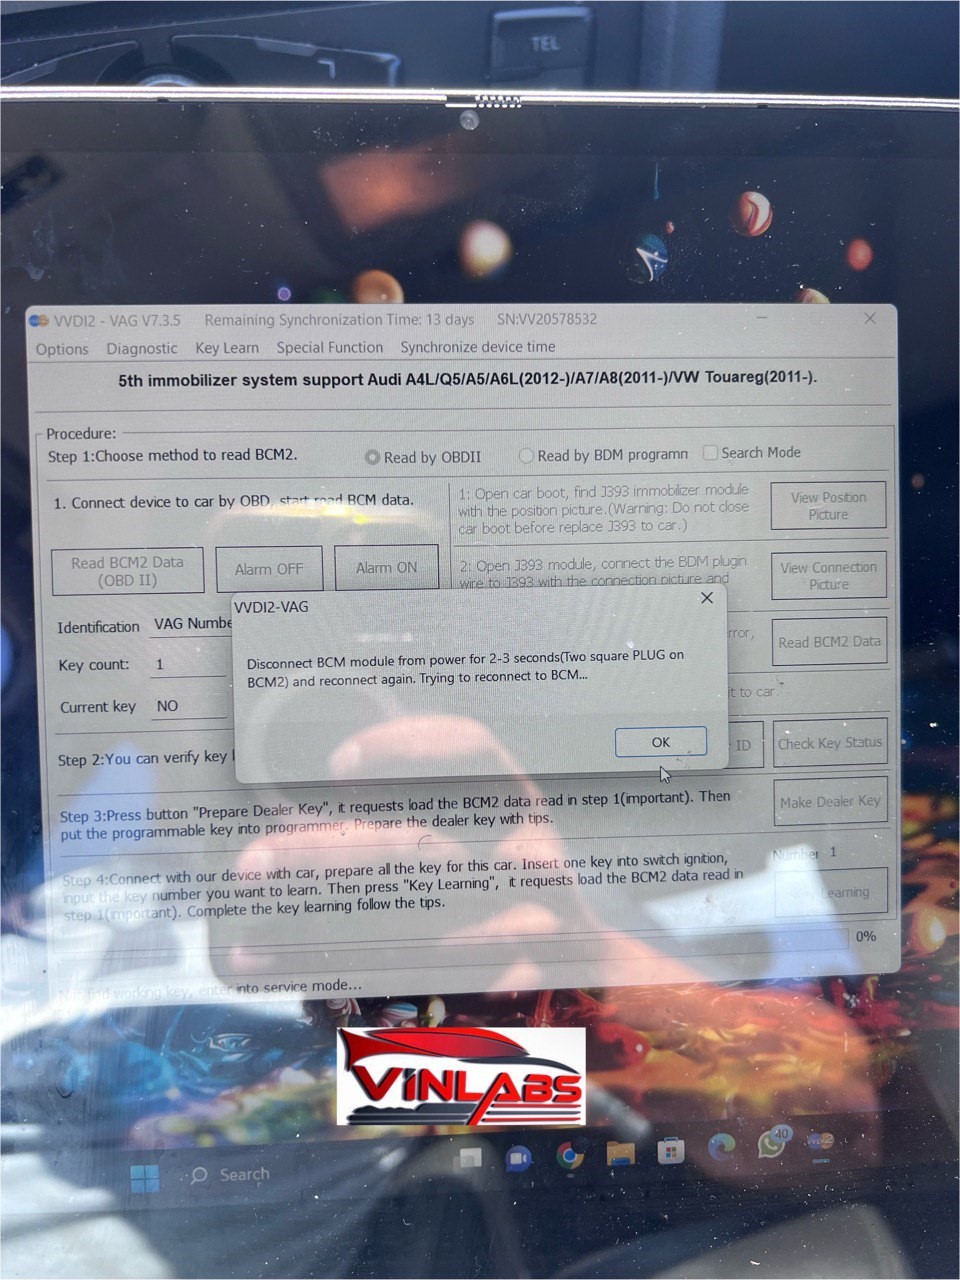 TEL
VVDI2 - VAG V7.3.5 Remaining Synchronization Time: 13 days SN:VV20578532
Options Diagnostic Key Learn Special Function Synchronize device time
5th immobilizer system support Audi A4L/Q5/A5/A6L(2012-)/A7/A8(2011-)/VW Touareg(2011-).
Procedure:
Step 1:Choose method to read BCM2. Read by OBDII Read by BDM programn Search Mode
1. Connect device to car by OBD, start read BCM data.
Read BCM2 Data
(OBD II)
Alarm OFF
Alarm ON
1: Open car boot, find J393 immobilizer module
with the position picture.(Warning: Do not close
car boot before replace J393 to car.)
View Position
Picture
2: Open J393 module, connect the BDM plugin
wire to J393 with the connection picture and
View Connection
Picture
Identification VAG Numbe
rror,
Read BCM2 Data
Key count: 1
it to car.
Current key NO
VVDI2-VAG
Disconnect BCM module from power for 2-3 seconds(Two square PLUG on
BCM2) and reconnect again. Trying to reconnect to BCM...
OK
Step 2:You can verify key
ID
Check Key Status
Step 3:Press button "Prepare Dealer Key", it requests load the BCM2 data read in step 1(important). Then
put the programmable key into programmer. Prepare the dealer key with tips.
Make Dealer Key
Step 4:Connect with our device with car, prepare all the key for this car. Insert one key into switch ignition,
input the key number you want to learn. Then press "Key Learning", it requests load the BCM2 data read in
step 1(important). Complete the key learning follow the tips.
Number 1
Learning
0%
working key, enter into service mode...
VINLABS
Search
40